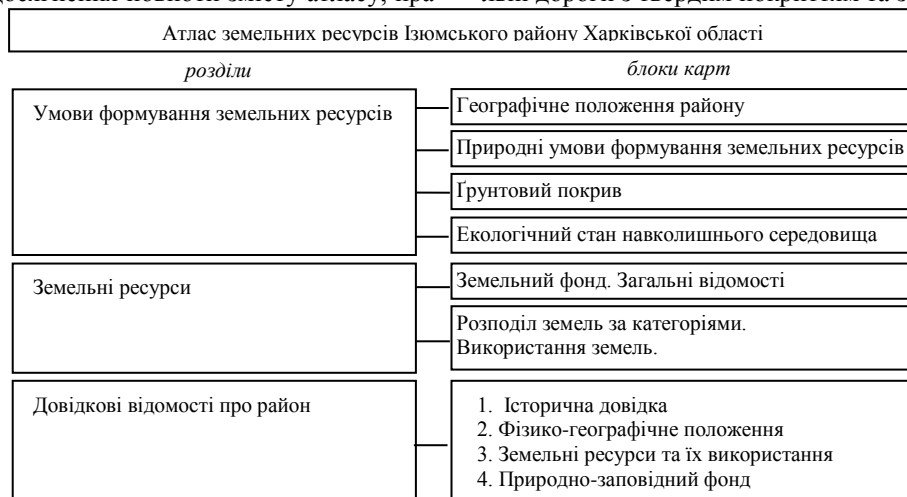 змісту атласу,
Атлас земельних ресурсів Ізюмського району Харківської області
розділи
блоки карт
Умови формування земельних ресурсів
Географічне положення району
Природні умови формування земельних ресурсів
Ґрунтовий покрив
Екологічний стан навколишнього середовища
Земельні ресурси
Земельний фонд. Загальні відомості
Розподіл земель за категоріями.
Використання земель.
Довідкові відомості про район
1. Історична довідка
2. Фізико-географічне положення
3. Земельні ресурси та їх використання
4. Природно-заповідний фонд